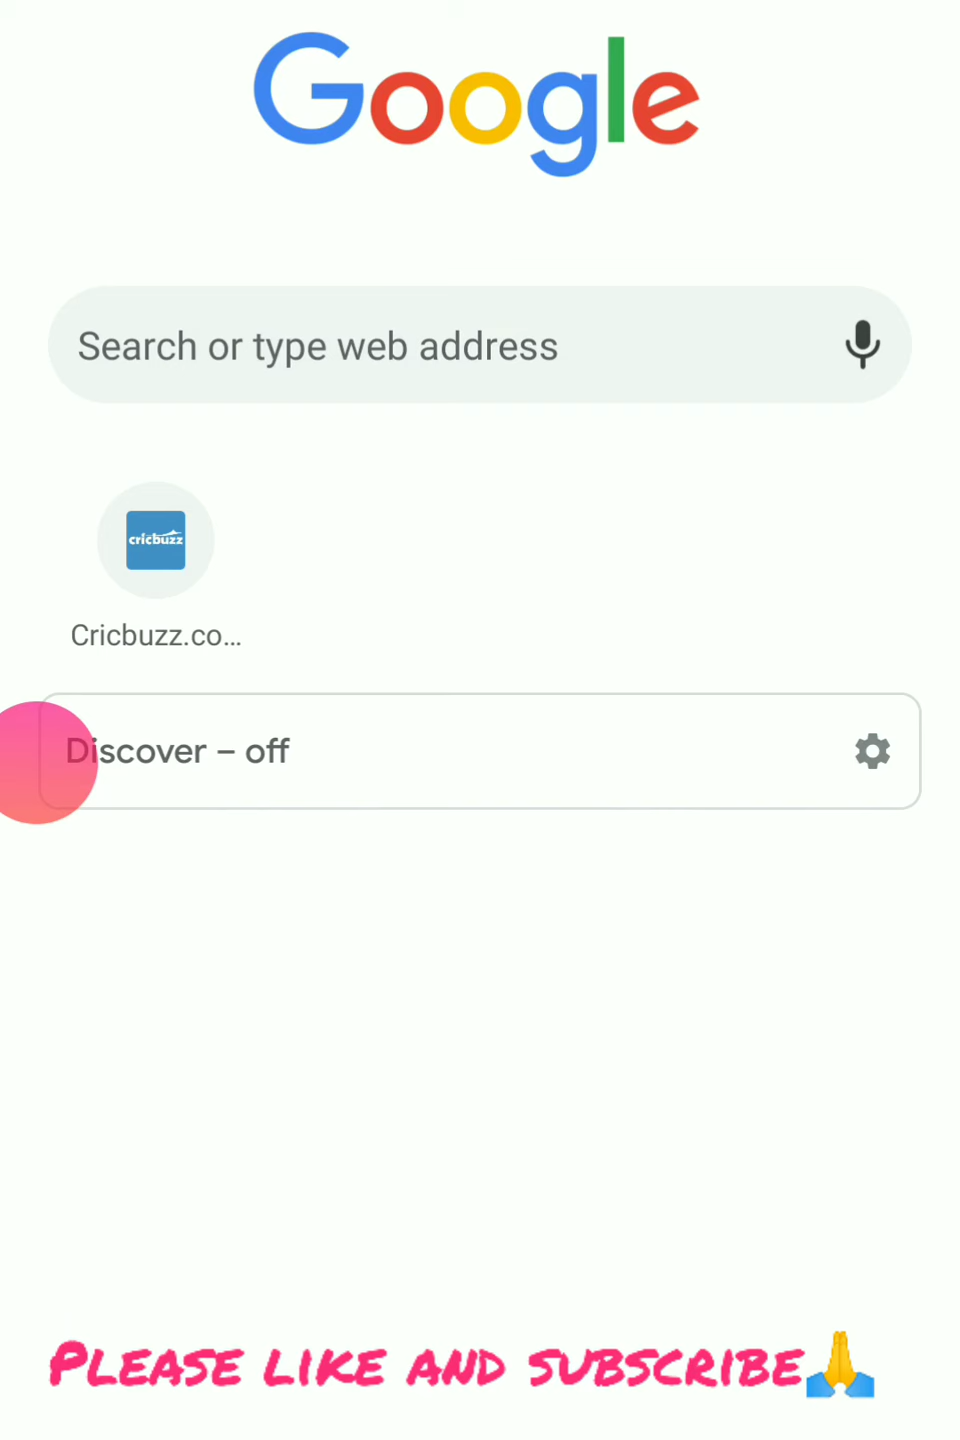 Google
Search or type web address
cricbuzz
Cricbuzz.co...
Discover – off
PLEASE LIKE AND SUBSCRIBE🙏